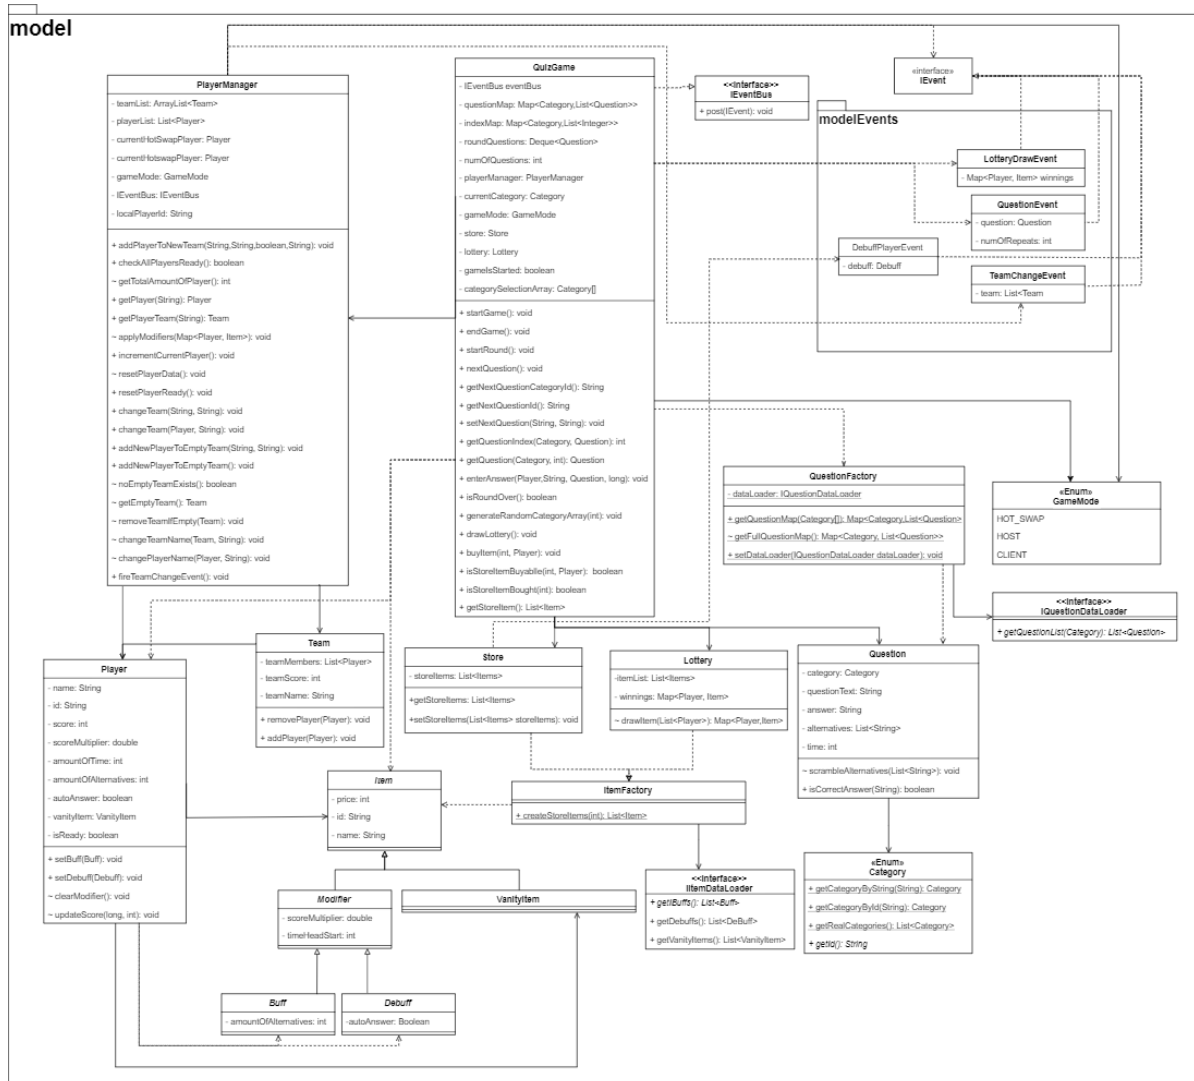 model
PlayerManager
- teamList: ArrayList<Team>
- playerList: List<Player>
- currentHotSwapPlayer: Player
- currentHotswapPlayer: Player
- gameMode: GameMode
- IEventBus: IEventBus
- localPlayerId: String
+ addPlayerToNewTeam(String,String,boolean,String): void
+ checkAllPlayersReady(): boolean
~ getTotalAmountOfPlayer(): int
+ getPlayer(String): Player
+ getPlayerTeam(String): Team
~ applyModifiers(Map<Player, Item>): void
+ incrementCurrentPlayer(): void
~ resetPlayerData(): void
+ resetPlayerReady(): void
+ changeTeam(String, String): void
+ changeTeam(Player, String): void
+ addNewPlayerToEmptyTeam(String, String): void
+ addNewPlayerToEmptyTeam(): void
~ noEmptyTeamExists(): boolean
~ getEmptyTeam(): Team
~ removeTeamIfEmpty(Team): void
~ changeTeamName(Team, String): void
~ changePlayerName(Player, String): void
+ fireTeamChangeEvent(): void
QuizGame
- IEventBus eventBus
- questionMap: Map<Category,List<Question>>
- indexMap: Map<Category,List<Integer>>
- roundQuestions: Deque<Question>
- numOfQuestions: int
- playerManager: PlayerManager
- currentCategory: Category
- gameMode: GameMode
- store: Store
- lottery: Lottery
- gameIsStarted: boolean
- categorySelectionArray: Category[]
+ startGame(): void
+ endGame(): void
+ startRound(): void
+ nextQuestion(): void
+ getNextQuestionCategoryId(): String
+ getNextQuestionId(): String
+ setNextQuestion(String, String): void
+ getQuestionIndex(Category, Question): int
+ getQuestion(Category, int): Question
+ enterAnswer(Player,String, Question, long): void
+ isRoundOver(): boolean
+ generateRandomCategoryArray(int): void
+ drawLottery(): void
+ buyItem(int, Player): void
+ isStoreItemBuyablle(int, Player): boolean
+ isStoreItemBought(int): boolean
+ getStoreItem(): List<Item>
<<Interface>>
IEventBus
+ post(IEvent): void
«interface»
IEvent
modelEvents
LotteryDrawEvent
- Map<Player, Item> winnings
QuestionEvent
- question: Question
- numOfRepeats: int
DebuffPlayerEvent
- debuff: Debuff
TeamChangeEvent
- team: List<Team
QuestionFactory
- dataLoader: IQuestionDataLoader
+ getQuestionMap(Category[]): Map<Category,List<Question>
~ getFullQuestionMap(): Map<Category, List<Question>>
+ setDataLoader(IQuestionDataLoader dataLoader): void
«Enum»
GameMode
HOT_SWAP
HOST
CLIENT
<<Interface>>
IQuestionDataLoader
+ getQuestionList(Category): List<Question>
Team
- teamMembers: List<Player>
- teamScore: int
- teamName: String
+ removePlayer(Player): void
+ addPlayer(Player): void
Player
- name: String
- id: String
- score: int
- scoreMultiplier: double
- amountOfTime: int
- amountOfAlternatives: int
- autoAnswer: boolean
- vanityItem: VanityItem
- isReady: boolean
+ setBuff(Buff): void
+ setDebuff(Debuff): void
~ clearModifier(): void
~ updateScore(long, int): void
Store
- storeItems: List<Items>
+getStoreItems: List<Items>
+setStoreItems(List<Items> storeItems): void
Lottery
-itemList: List<Items>
- winnings: Map<Player, Item>
~ drawItem(List<Player>): Map<Player,Item>
Question
- category: Category
- questionText: String
- answer: String
- alternatives: List<String>
- time: int
~ scrambleAlternatives(List<String>): void
+ isCorrectAnswer(String): boolean
Item
- price: int
- id: String
- name: String
ItemFactory
+ createStoreItems(int): List<Item>
<<Interface>>
IItemDataLoader
+ getIBuffs(): List<Buff>
+ getDebuffs(): List<DeBuff>
+ getVanityItems(): List<VanityItem>
«Enum»
Category
+ getCategoryByString(String): Category
+ getCategoryById(String): Category
+ getRealCategories(): List<Category>
+ getId(): String
Modifier
- scoreMultiplier: double
- timeHeadStart: int
VanityItem
Buff
- amountOfAlternatives: int
Debuff
-autoAnswer: Boolean